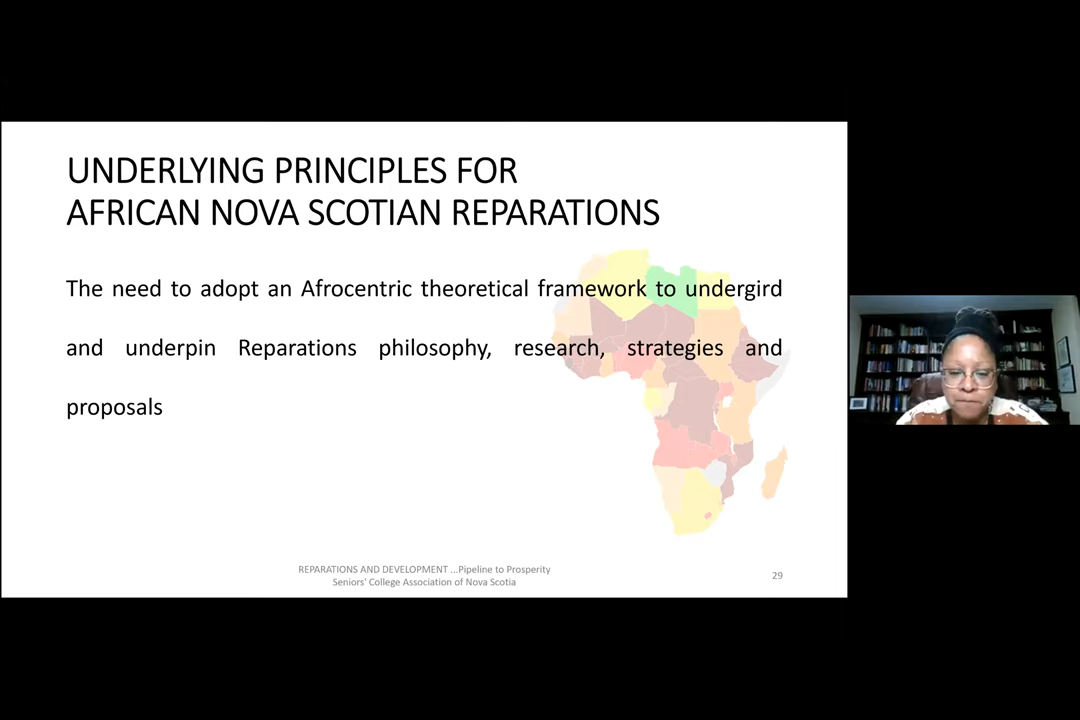 UNDERLYING PRINCIPLES FOR
AFRICAN NOVA SCOTIAN REPARATIONS
The need to adopt an Afrocentric theoretical framework to undergird
and underpin Reparations philosophy, research, strategies and
proposals
REPARATIONS AND DEVELOPMENT ...Pipeline to Prosperity
Seniors' College Association of Nova Scotia
29